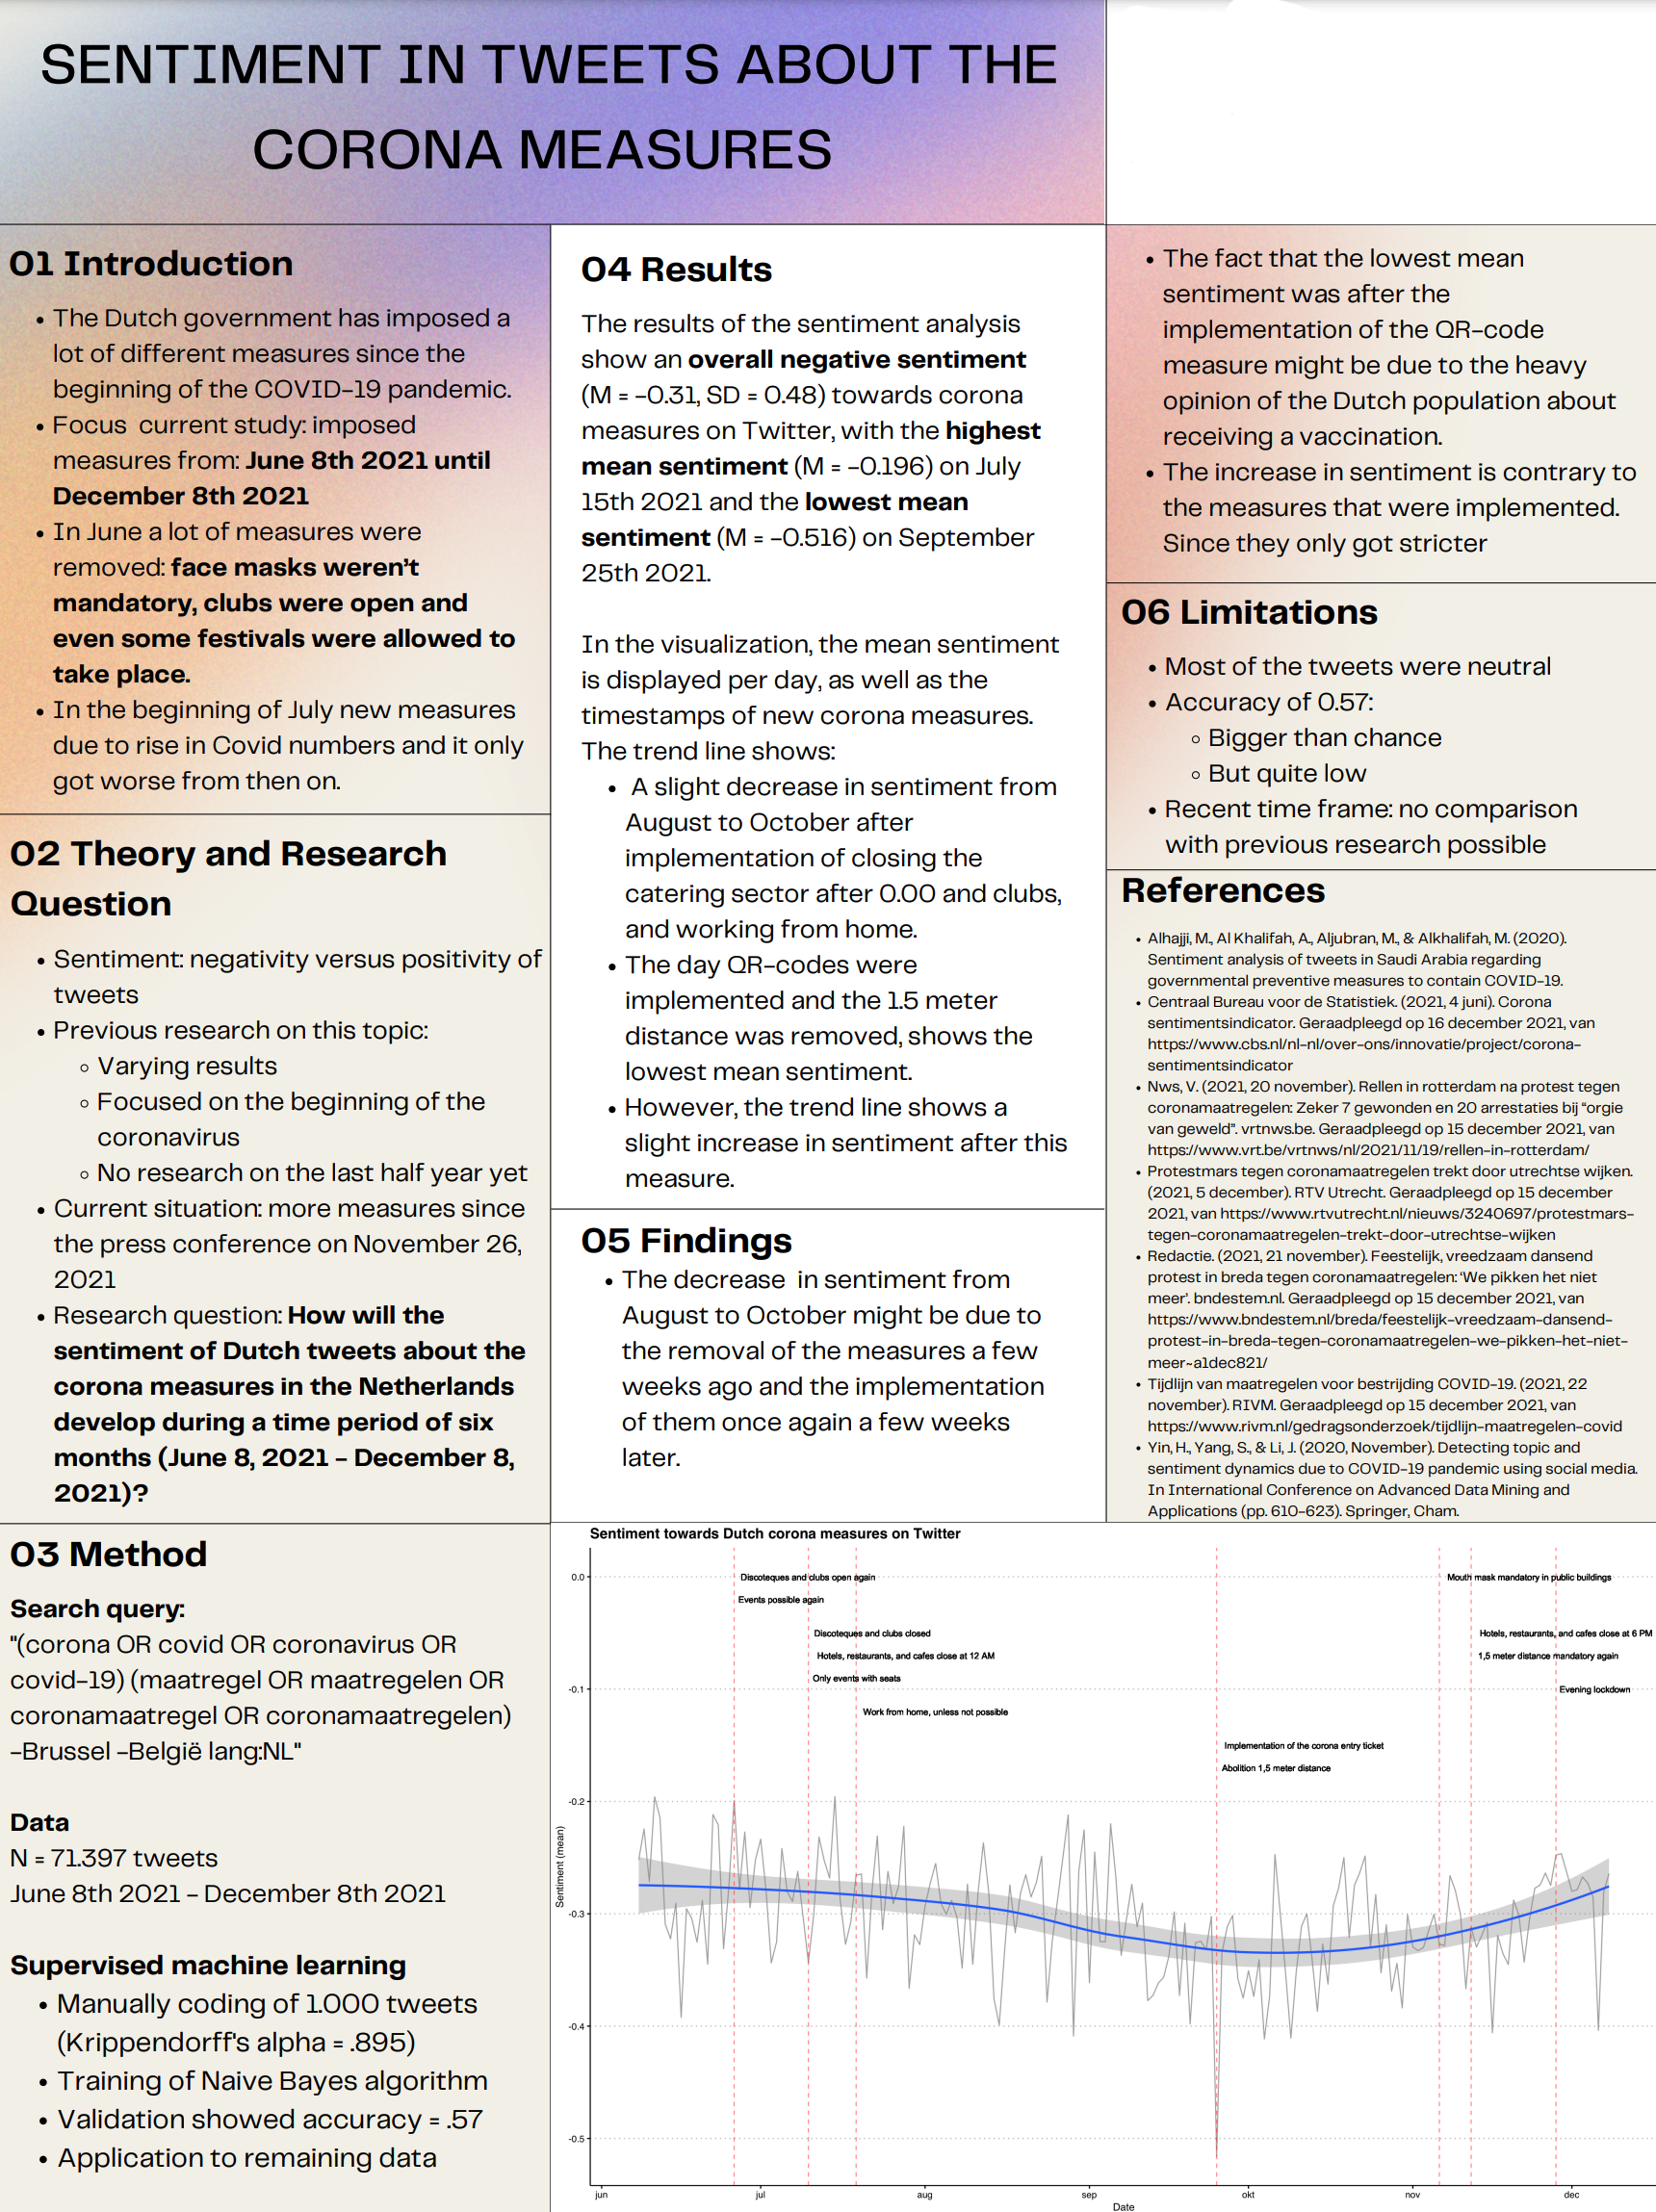 SENTIMENT IN TWEETS ABOUT THE
CORONA MEASURES
01 Introduction
• The Dutch government has imposed a
lot of different measures since the
beginning of the COVID-19 pandemic.
• Focus  current study: imposed
measures from: June 8th 2021 until
December 8th 2021
• In June a lot of measures were
removed: face masks weren't
mandatory, clubs were open and
even some festivals were allowed to
take place.
• In the beginning of July new measures
due to rise in Covid numbers and it only
got worse from then on.
02 Theory and Research
Question
• Sentiment: negativity versus positivity of
tweets
• Previous research on this topic:
◦ Varying results
◦ Focused on the beginning of the
coronavirus
◦ No research on the last half year yet
• Current situation: more measures since
the press conference on November 26,
2021
• Research question: How will the
sentiment of Dutch tweets about the
corona measures in the Netherlands
develop during a time period of six
months (June 8, 2021 - December 8,
2021)?
03 Method
Search query:
"(corona OR covid OR coronavirus OR
covid-19) (maatregel OR maatregelen OR
coronamaatregel OR coronamaatregelen)
-Brussel -België lang:NL"
Data
N = 71.397 tweets
June 8th 2021 - December 8th 2021
Supervised machine learning
• Manually coding of 1.000 tweets
(Krippendorff's alpha = .895)
• Training of Naive Bayes algorithm
• Validation showed accuracy = .57
• Application to remaining data
04 Results
The results of the sentiment analysis
show an overall negative sentiment
(M = -0.31, SD = 0.48) towards corona
measures on Twitter, with the highest
mean sentiment (M = -0.196) on July
15th 2021 and the lowest mean
sentiment (M = -0.516) on September
25th 2021.
In the visualization, the mean sentiment
is displayed per day, as well as the
timestamps of new corona measures.
The trend line shows:
• A slight decrease in sentiment from
August to October after
implementation of closing the
catering sector after 0.00 and clubs,
and working from home.
• The day QR-codes were
implemented and the 1.5 meter
distance was removed, shows the
lowest mean sentiment.
• However, the trend line shows a
slight increase in sentiment after this
measure.
05 Findings
• The decrease  in sentiment from
August to October might be due to
the removal of the measures a few
weeks ago and the implementation
of them once again a few weeks
later.
• The fact that the lowest mean
sentiment was after the
implementation of the QR-code
measure might be due to the heavy
opinion of the Dutch population about
receiving a vaccination.
• The increase in sentiment is contrary to
the measures that were implemented.
Since they only got stricter
06 Limitations
• Most of the tweets were neutral
• Accuracy of 0.57:
◦ Bigger than chance
◦ But quite low
• Recent time frame: no comparison
with previous research possible
References
• Alhajji, M., Al Khalifah, A., Aljubran, M., & Alkhalifah, M. (2020).
Sentiment analysis of tweets in Saudi Arabia regarding
governmental preventive measures to contain COVID-19.
• Centraal Bureau voor de Statistiek. (2021, 4 juni). Corona
sentimentsindicator. Geraadpleegd op 16 december 2021, van
https://www.cbs.nl/nl-nl/over-ons/innovatie/project/corona-
sentimentsindicator
• Nws, V. (2021, 20 november). Rellen in rotterdam na protest tegen
coronamaatregelen: Zeker 7 gewonden en 20 arrestaties bij "orgie
van geweld". vrtnws.be. Geraadpleegd op 15 december 2021, van
https://www.vrt.be/vrtnws/nl/2021/11/19/rellen-in-rotterdam/
• Protestmars tegen coronamaatregelen trekt door utrechtse wijken.
(2021, 5 december). RTV Utrecht. Geraadpleegd op 15 december
2021, van https://www.rtvutrecht.nl/nieuws/3240697/protestmars-
tegen-coronamaatregelen-trekt-door-utrechtse-wijken
• Redactie. (2021, 21 november). Feestelijk, vreedzaam dansend
protest in breda tegen coronamaatregelen: 'We pikken het niet
meer'. bndestem.nl. Geraadpleegd op 15 december 2021, van
https://www.bndestem.nl/breda/feestelijk-vreedzaam-dansend-
protest-in-breda-tegen-coronamaatregelen-we-pikken-het-niet-
meer~a1dec821/
• Tijdlijn van maatregelen voor bestrijding COVID-19. (2021, 22
november). RIVM. Geraadpleegd op 15 december 2021, van
https://www.rivm.nl/gedragsonderzoek/tijdlijn-maatregelen-covid
• Yin, H., Yang, S., & Li, J. (2020, November). Detecting topic and
sentiment dynamics due to COVID-19 pandemic using social media.
In International Conference on Advanced Data Mining and
Applications (pp. 610-623). Springer, Cham.
Sentiment towards Dutch corona measures on Twitter
0.0
-0.1
-0.2
-0.3
-0.4
-0.5
Sentiment (mean)
Discoteques and clubs open again
Events possible again
Discoteques and clubs closed
Hotels, restaurants, and cafes close at 12 AM
Only events with seats
Work from home, unless not possible
Implementation of the corona entry ticket
Abolition 1,5 meter distance
Mouth mask mandatory in public buildings
Hotels, restaurants, and cafes close at 6 PM
1,5 meter distance mandatory again
Evening lockdown
jun jul aug sep okt nov dec
Date